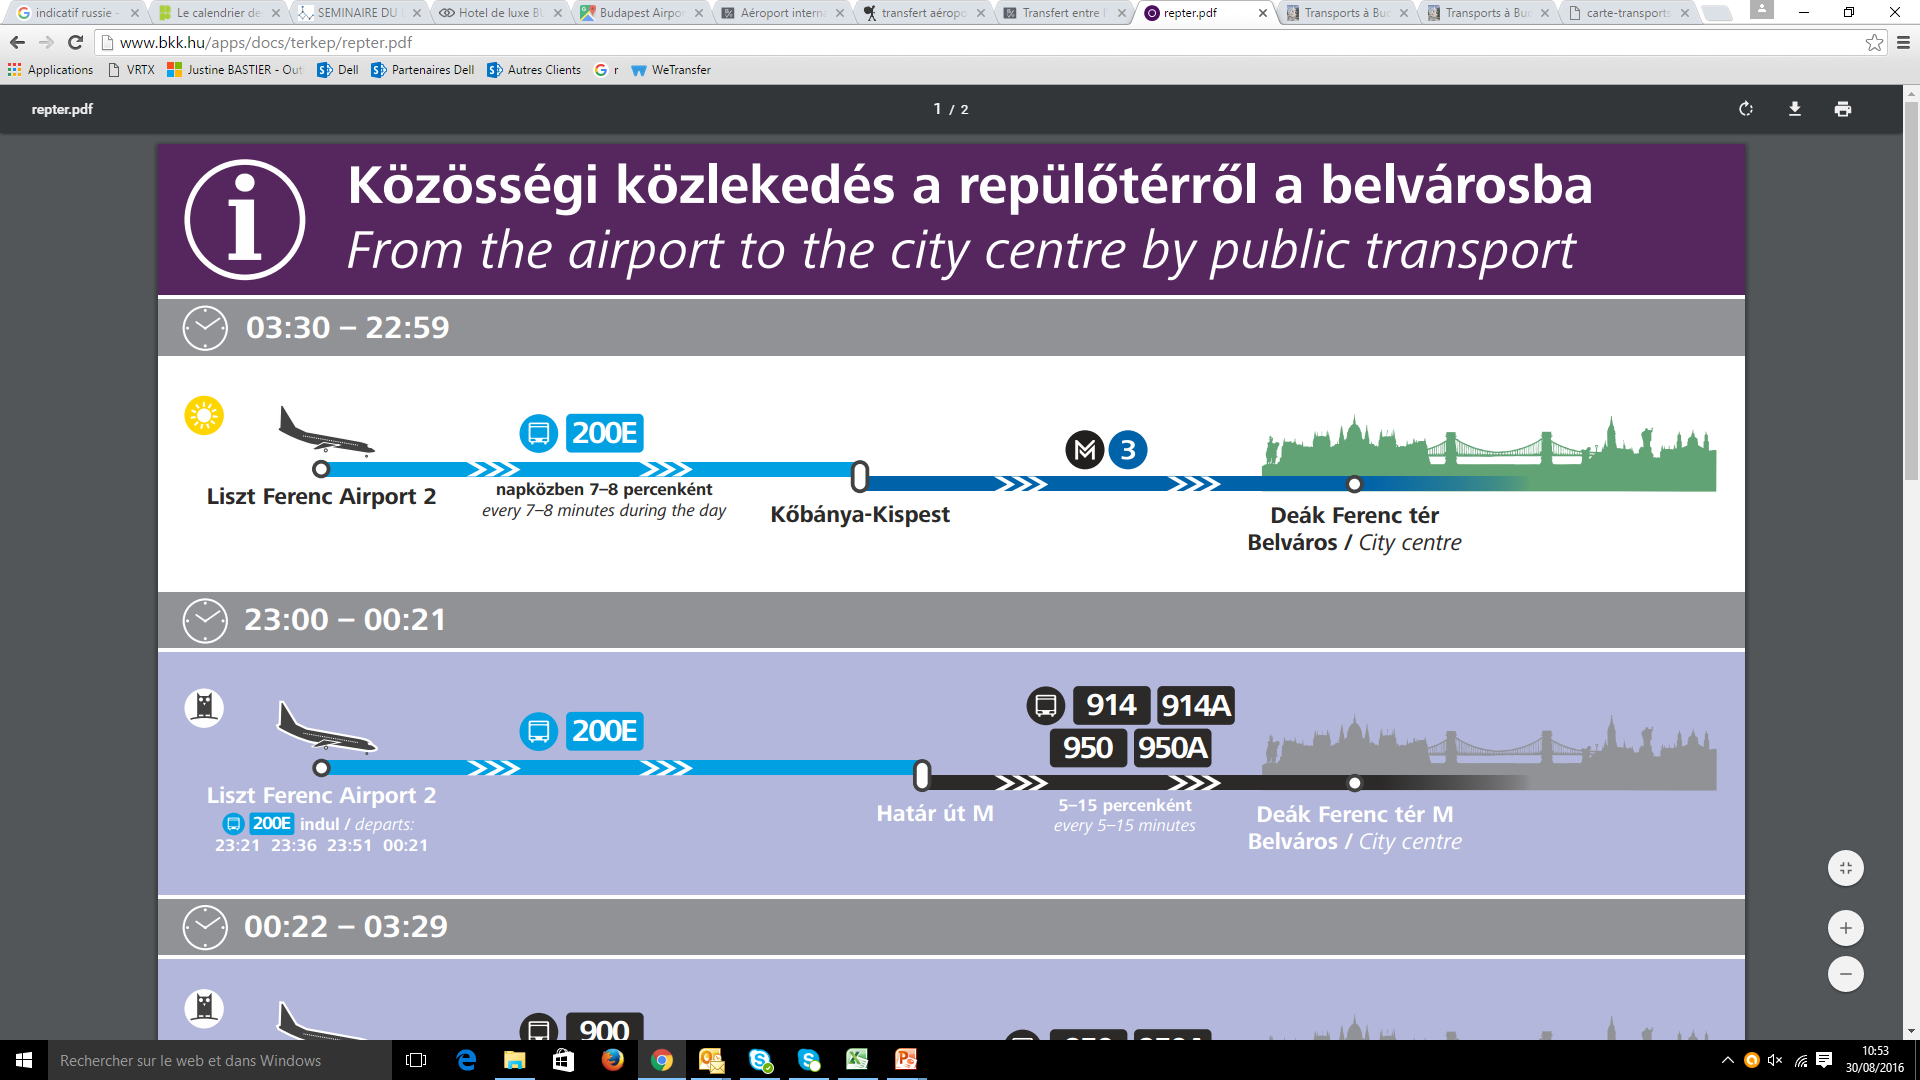 indicatif russie -
Le calendrier de
SEMINAIRE DU
Hotel de luxe BU
Budapest Airpor
Aéroport interna
transfert aéropo
Transfert entre l'
repter.pdf
Transports à Bud
Transports à Bud
carte-transports
www.bkk.hu/apps/docs/terkep/repter.pdf
Applications
VRTX
Justine BASTIER - Out
Dell
Partenaires Dell
Autres Clients
r
WeTransfer
repter.pdf
1 / 2
Közösségi közlekedés a repülőtérről a belvárosba
From the airport to the city centre by public transport
03:30 – 22:59
200E
M 3
napközben 7–8 percenként
every 7–8 minutes during the day
Liszt Ferenc Airport 2
Kőbánya-Kispest
Deák Ferenc tér
Belváros / City centre
23:00 – 00:21
200E
914 914A
950 950A
Liszt Ferenc Airport 2
200E indul / departs:
23:21 23:36 23:51 00:21
Határ út M
5–15 percenként
every 5–15 minutes
Deák Ferenc tér M
Belváros / City centre
00:22 – 03:29
900
Rechercher sur le web et dans Windows
10:53
30/08/2016